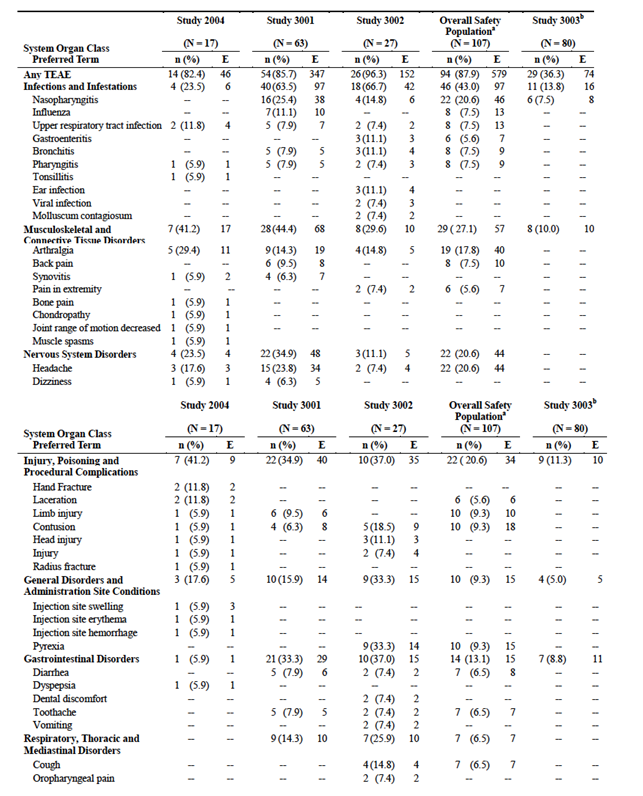 Study 2004 Study 3001 Study 3002 Overall Safety Study 3003b
Populationa
System Organ Class (N = 17) (N = 63) (N = 27) (N = 107) (N = 80)
Preferred Term n (%) E n (%) E n (%) E n (%) E n (%) E
Any TEAE 14 (82.4) 46 54 (85.7) 347 26 (96.3) 152 94 (87.9) 579 29 (36.3) 74
Infections and Infestations 4 (23.5) 6 40 (63.5) 97 18 (66.7) 42 46 (43.0) 97 11 (13.8) 16
Nasopharyngitis -- -- 16 (25.4) 38 4 (14.8) 6 22 (20.6) 46 6 (7.5) 8
Influenza -- -- 7 (11.1) 10 -- -- 8 (7.5) 13 -- --
Upper respiratory tract infection 2 (11.8) 4 5 (7.9) 7 2 (7.4) 2 8 (7.5) 13 -- --
Gastroenteritis -- -- -- -- 3 (11.1) 3 6 (5.6) 7 -- --
Bronchitis -- -- 5 (7.9) 5 3 (11.1) 4 8 (7.5) 9 -- --
Pharyngitis 1 (5.9) 1 5 (7.9) 5 2 (7.4) 3 8 (7.5) 9 -- --
Tonsillitis 1 (5.9) 1 -- -- -- -- -- -- -- --
Ear infection -- -- -- -- 3 (11.1) 4 -- -- -- --
Viral infection -- -- -- -- 2 (7.4) 3 -- -- -- --
Molluscum contagiosum -- -- -- -- 2 (7.4) 2 -- -- -- --
Musculoskeletal and 7 (41.2) 17 28 (44.4) 68 8 (29.6) 10 29 ( 27.1) 57 8 (10.0) 10
Connective Tissue Disorders
Arthralgia 5 (29.4) 11 9 (14.3) 19 4 (14.8) 5 19 (17.8) 40 -- --
Back pain -- -- 6 (9.5) 8 -- -- 8 (7.5) 10 -- --
Synovitis 1 (5.9) 2 4 (6.3) 7 -- -- -- -- -- --
Pain in extremity -- -- -- -- 2 (7.4) 2 6 (5.6) 7 -- --
Bone pain 1 (5.9) 1 -- -- -- -- -- -- -- --
Chondropathy 1 (5.9) 1 -- -- -- -- -- -- -- --
Joint range of motion decreased 1 (5.9) 1 -- -- -- -- -- -- -- --
Muscle spasms 1 (5.9) 1 -- -- -- -- -- -- -- --
Nervous System Disorders 4 (23.5) 4 22 (34.9) 48 3 (11.1) 5 22 (20.6) 44 -- --
Headache 3 (17.6) 3 15 (23.8) 34 2 (7.4) 4 22 (20.6) 44 -- --
Dizziness 1 (5.9) 1 4 (6.3) 5 -- -- -- -- -- --
Study 2004 Study 3001 Study 3002 Overall Safety Study 3003b
Populationa
System Organ Class (N = 17) (N = 63) (N = 27) (N = 107) (N = 80)
Preferred Term n (%) E n (%) E n (%) E n (%) E n (%) E
Injury, Poisoning and 7 (41.2) 9 22 (34.9) 40 10 (37.0) 35 22 ( 20.6) 34 9 (11.3) 10
Procedural Complications
Hand Fracture 2 (11.8) 2 -- -- -- -- -- -- -- --
Laceration 2 (11.8) 2 -- -- -- -- 6 (5.6) 6 -- --
Limb injury 1 (5.9) 1 6 (9.5) 6 -- -- 10 (9.3) 10 -- --
Contusion 1 (5.9) 1 4 (6.3) 8 5 (18.5) 9 10 (9.3) 18 -- --
Head injury 1 (5.9) 1 -- -- 3 (11.1) 3 -- -- -- --
Injury 1 (5.9) 1 -- -- 2 (7.4) 4 -- -- -- --
Radius fracture 1 (5.9) 1 -- -- -- -- -- -- -- --
General Disorders and 3 (17.6) 5 10 (15.9) 14 9 (33.3) 15 10 (9.3) 15 4 (5.0) 5
Administration Site Conditions
Injection site swelling 1 (5.9) 3 -- -- -- -- -- -- -- --
Injection site erythema 1 (5.9) 1 -- -- -- -- -- -- -- --
Injection site hemorrhage 1 (5.9) 1 -- -- -- -- -- -- -- --
Pyrexia -- -- -- -- 9 (33.3) 14 10 (9.3) 15 -- --
Gastrointestinal Disorders 1 (5.9) 1 21 (33.3) 29 10 (37.0) 15 14 (13.1) 15 7 (8.8) 11
Diarrhea -- -- 5 (7.9) 6 2 (7.4) 2 7 (6.5) 8 -- --
Dyspepsia 1 (5.9) 1 -- -- -- -- -- -- -- --
Dental discomfort -- -- -- -- 2 (7.4) 2 -- -- -- --
Toothache -- -- 5 (7.9) 5 2 (7.4) 2 7 (6.5) 7 -- --
Vomiting -- -- -- -- 2 (7.4) 2 -- -- -- --
Respiratory, Thoracic and -- -- 9 (14.3) 10 7 (25.9) 10 7 (6.5) 7 -- --
Mediastinal Disorders
Cough -- -- -- -- 4 (14.8) 4 7 (6.5) 7 -- --
Oropharyngeal pain -- -- -- -- 2 (7.4) 2 -- -- -- --